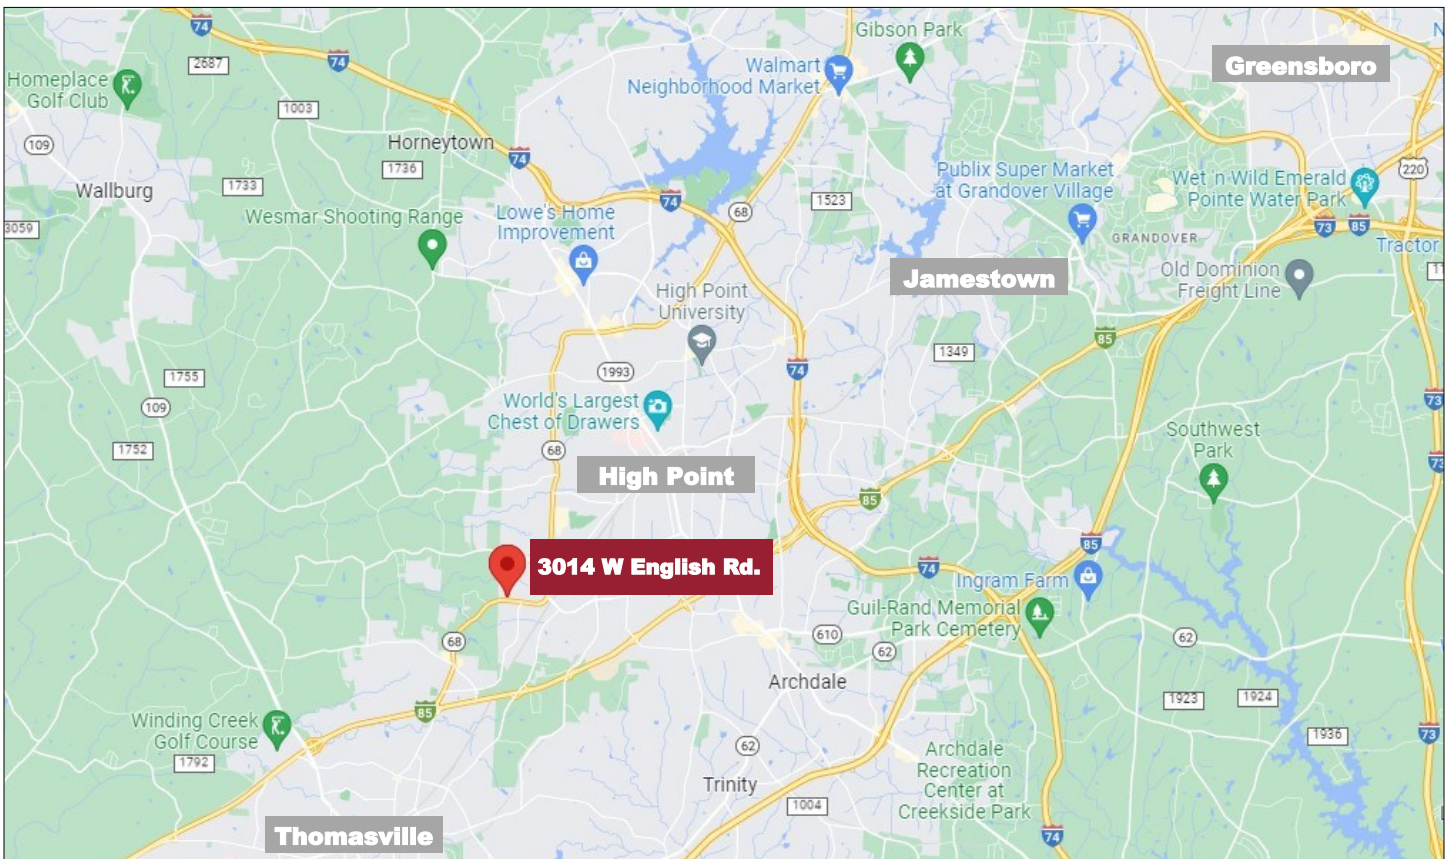 74
2687
74
Gibson Park
Walmart
Neighborhood Market
Greensboro
N
Homeplace
Golf Club
1003
109
Horneytown
74
1736
Wallburg
1733
Publix Super Market
at Grandover Village
Wet 'n Wild Emerald
Pointe Water Park
220
3059
Wesmar Shooting Range
Lowe's Home
Improvement
74
68
1523
73
85
GRANDOVER
Tractor
Jamestown
Old Dominion
Freight Line
High Point
University
85
1349
1993
74
1755
109
World's Largest
Chest of Drawers
73
1752
68
Southwest
Park
73
High Point
85
3014 W English Rd.
85
74
Ingram Farm
Guil-Rand Memorial
Park Cemetery
68
610
62
62
Archdale
1923
1924
85
Winding Creek
Golf Course
1792
62
1936
73
Trinity
1004
Archdale
Recreation
Center at
Creekside Park
Thomasville
74